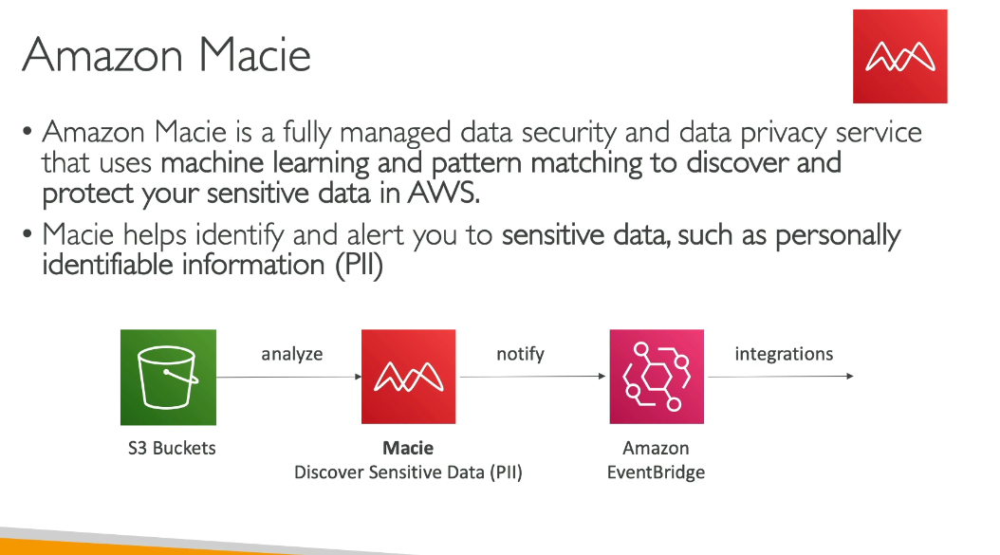 Amazon Macie
• Amazon Macie is a fully managed data security and data privacy service
that uses machine learning and pattern matching to discover and
protect your sensitive data in AWS.
• Macie helps identify and alert you to sensitive data, such as personally
identifiable information (PII)
analyze
notify
integrations
S3 Buckets
Macie
Discover Sensitive Data (PII)
Amazon
EventBridge